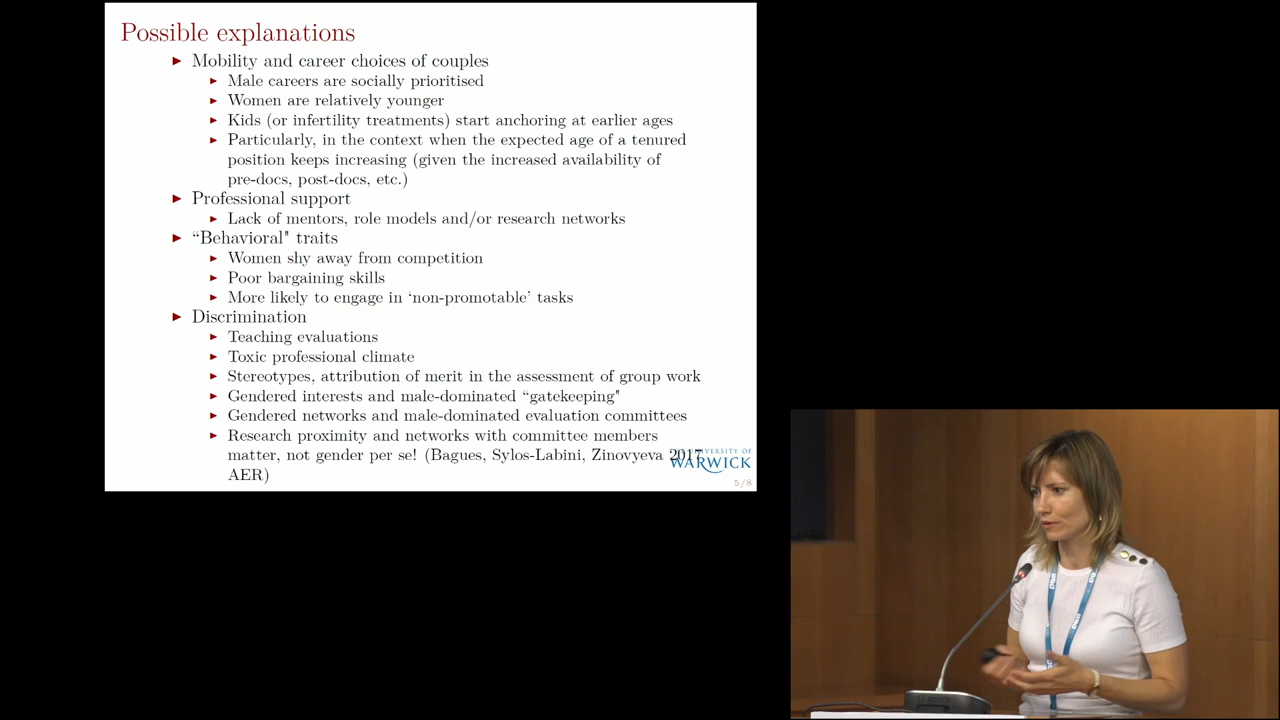 Possible explanations
▶ Mobility and career choices of couples
▶ Male careers are socially prioritised
▶ Women are relatively younger
▶ Kids (or infertility treatments) start anchoring at earlier ages
▶ Particularly, in the context when the expected age of a tenured
position keeps increasing (given the increased availability of
pre-docs, post-docs, etc.)
▶ Professional support
▶ Lack of mentors, role models and/or research networks
▶ “Behavioral" traits
▶ Women shy away from competition
▶ Poor bargaining skills
▶ More likely to engage in ‘non-promotable’ tasks
▶ Discrimination
▶ Teaching evaluations
▶ Toxic professional climate
▶ Stereotypes, attribution of merit in the assessment of group work
▶ Gendered interests and male-dominated “gatekeeping"
▶ Gendered networks and male-dominated evaluation committees
▶ Research proximity and networks with committee members
matter, not gender per se! (Bagues, Sylos-Labini, Zinovyeva 2017
AER)
WARWICK
5/8